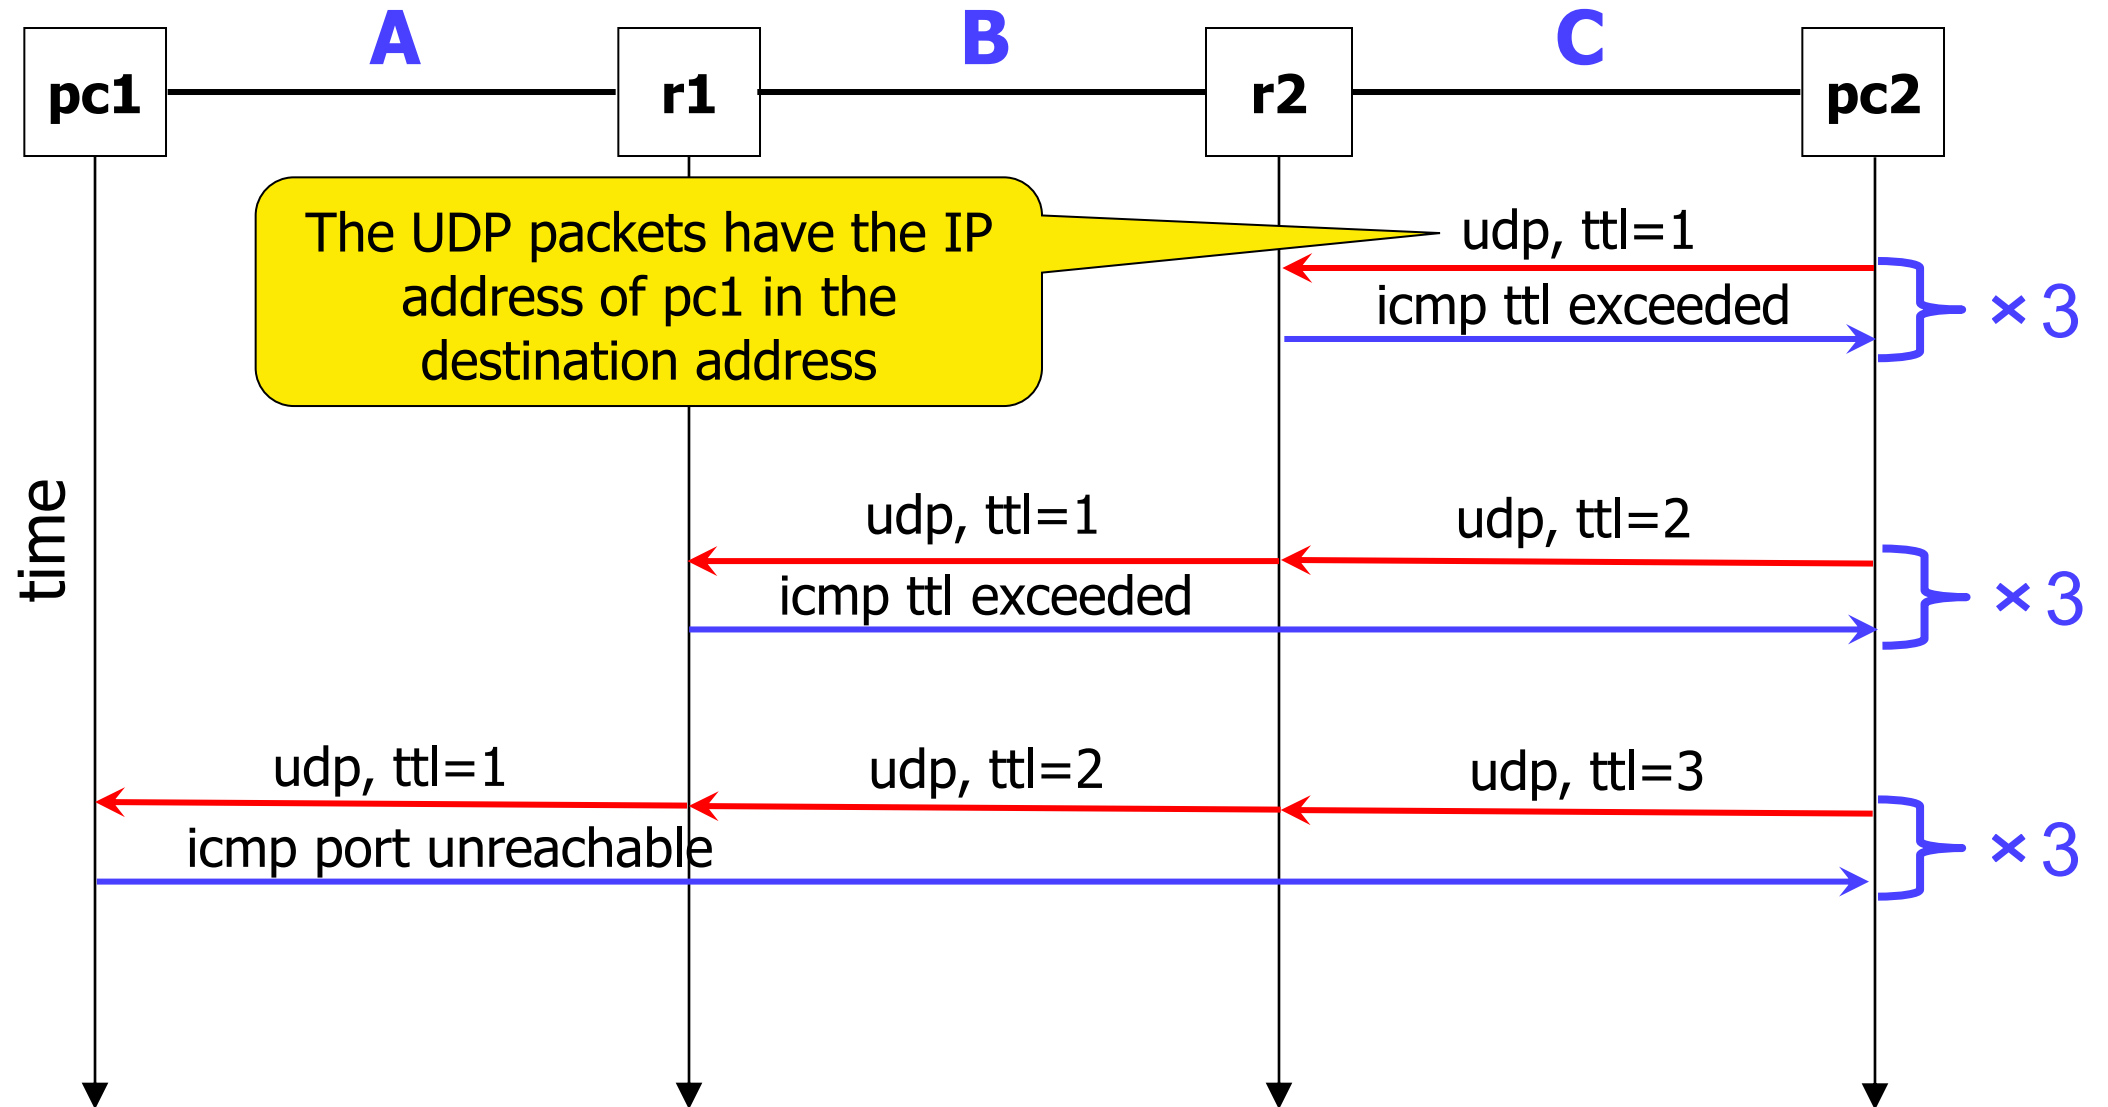 A
B
C
pc1
r1
r2
pc2
The UDP packets have the IP
address of pc1 in the
destination address
udp, ttl=1
icmp ttl exceeded
× 3
time
udp, ttl=1
udp, ttl=2
icmp ttl exceeded
× 3
udp, ttl=1
udp, ttl=2
udp, ttl=3
icmp port unreachable
× 3